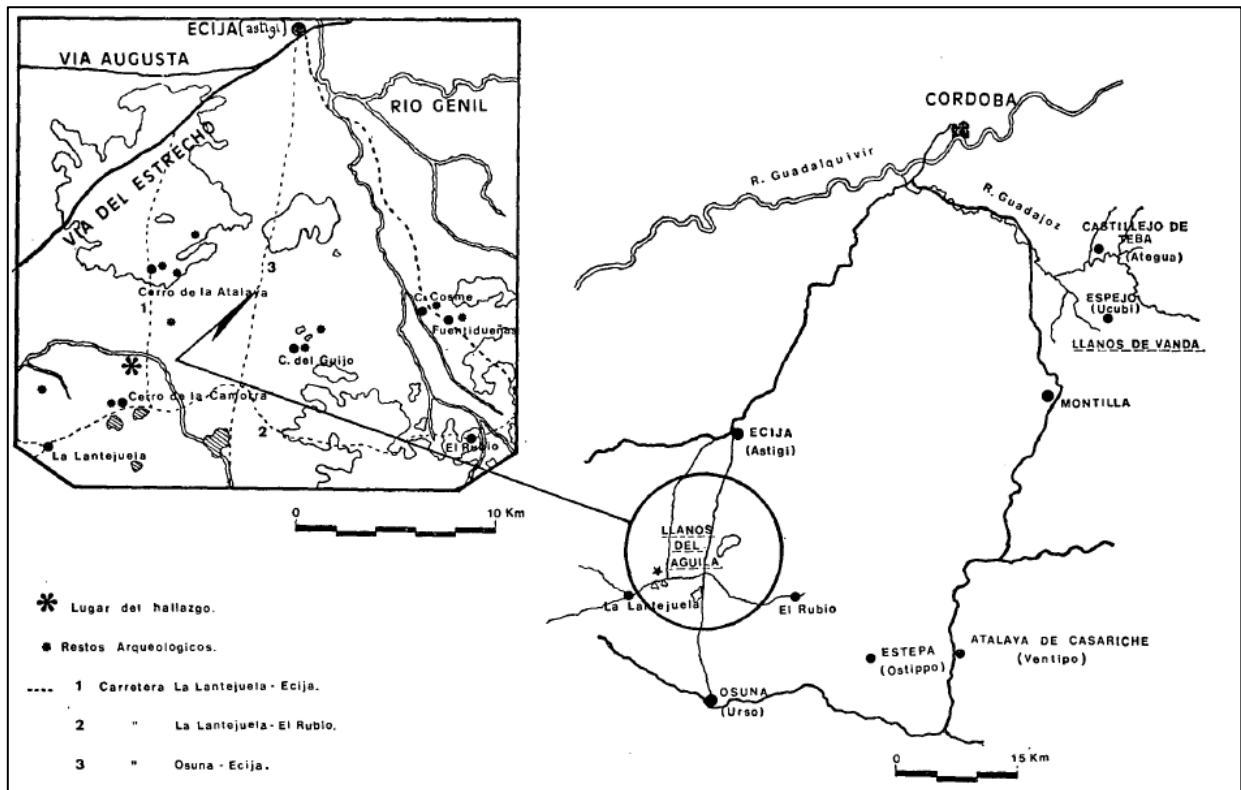 ECIJA (astigi)
VIA AUGUSTA
RIO GENIL
VIA DEL ESTRECHO
3
Cerro de la Atalaya
1
Cs Cosme
Fuentidueñas
C. del Guijo
Cerro de la Camorra
2
El Rubio
La Lantejuela
0 10 Km
Lugar del hallazgo.
Restos Arqueologicos.
---- 1 Carretera La Lantejuela - Ecija.
2 " La Lantejuela - El Rubio.
3 " Osuna - Ecija.
CORDOBA
R. Guadalquivir
R. Guadajoz
CASTILLEJO DE
TEBA
(Ategua)
ESPEJO
(Ucubi)
LLANOS DE VANDA
MONTILLA
ECIJA
(Astigi)
LLANOS
DEL
AGUILA
La Lantejuela
El Rubio
ESTEPA
(Ostippo)
ATALAYA DE CASARICHE
(Ventipo)
OSUNA
(Urso)
0 15 Km